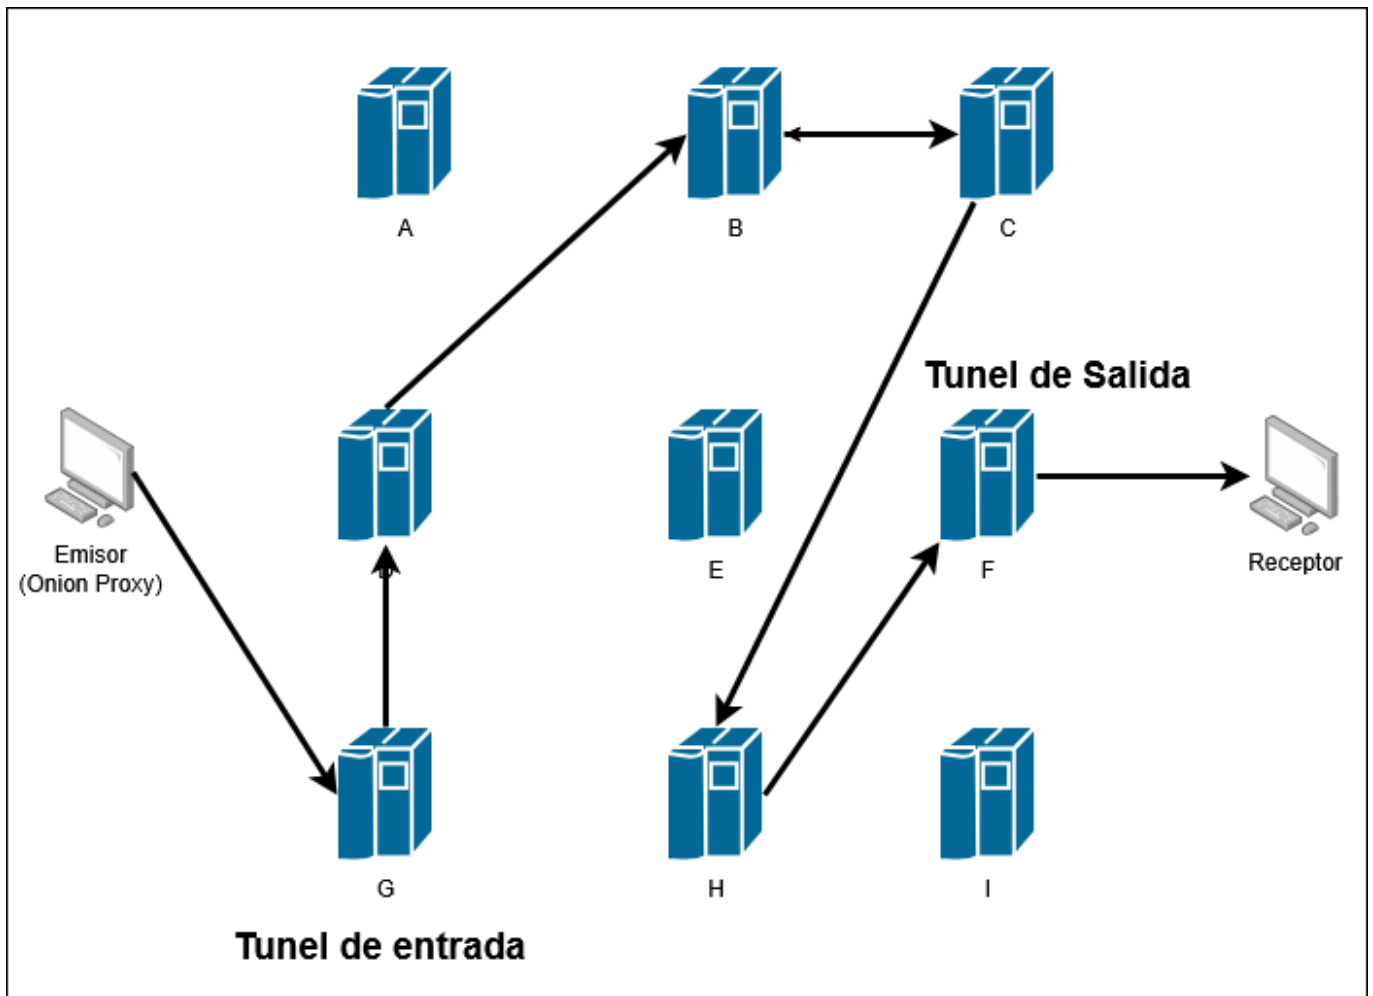 A
B
C
Tunel de Salida
Emisor
(Onion Proxy)
D
E
F
Receptor
G
H
I
Tunel de entrada